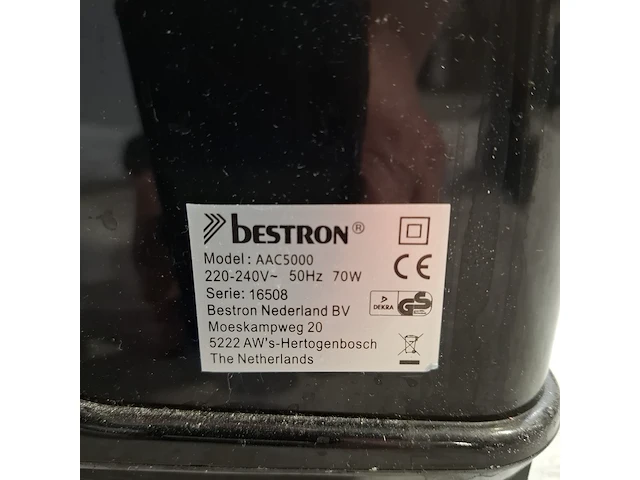 BESTRON®
Model: AAC5000
220-240V~ 50Hz 70W
Serie: 16508
Bestron Nederland BV
Moeskampweg 20
5222 AW's-Hertogenbosch
The Netherlands
CE
DEKRA GS